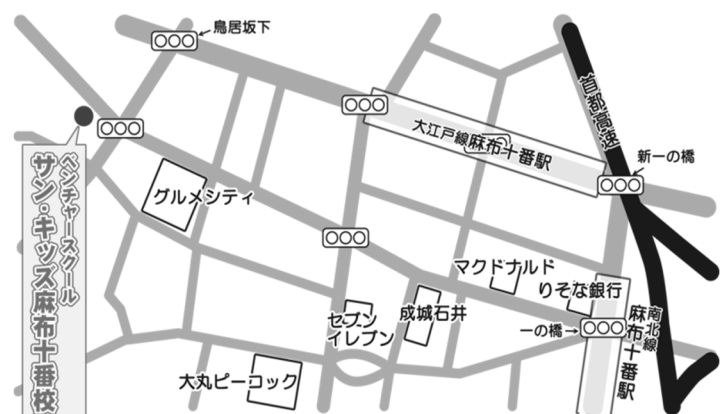 鳥居坂下
首都高速
大江戸線麻布十番駅
新一の橋
ベンチャースクール
サン・キッズ麻布十番校
グルメシティ
マクドナルド
りそな銀行
成城石井
セブン
イレブン
一の橋→
南北線
麻布十番駅
大丸ピーコック